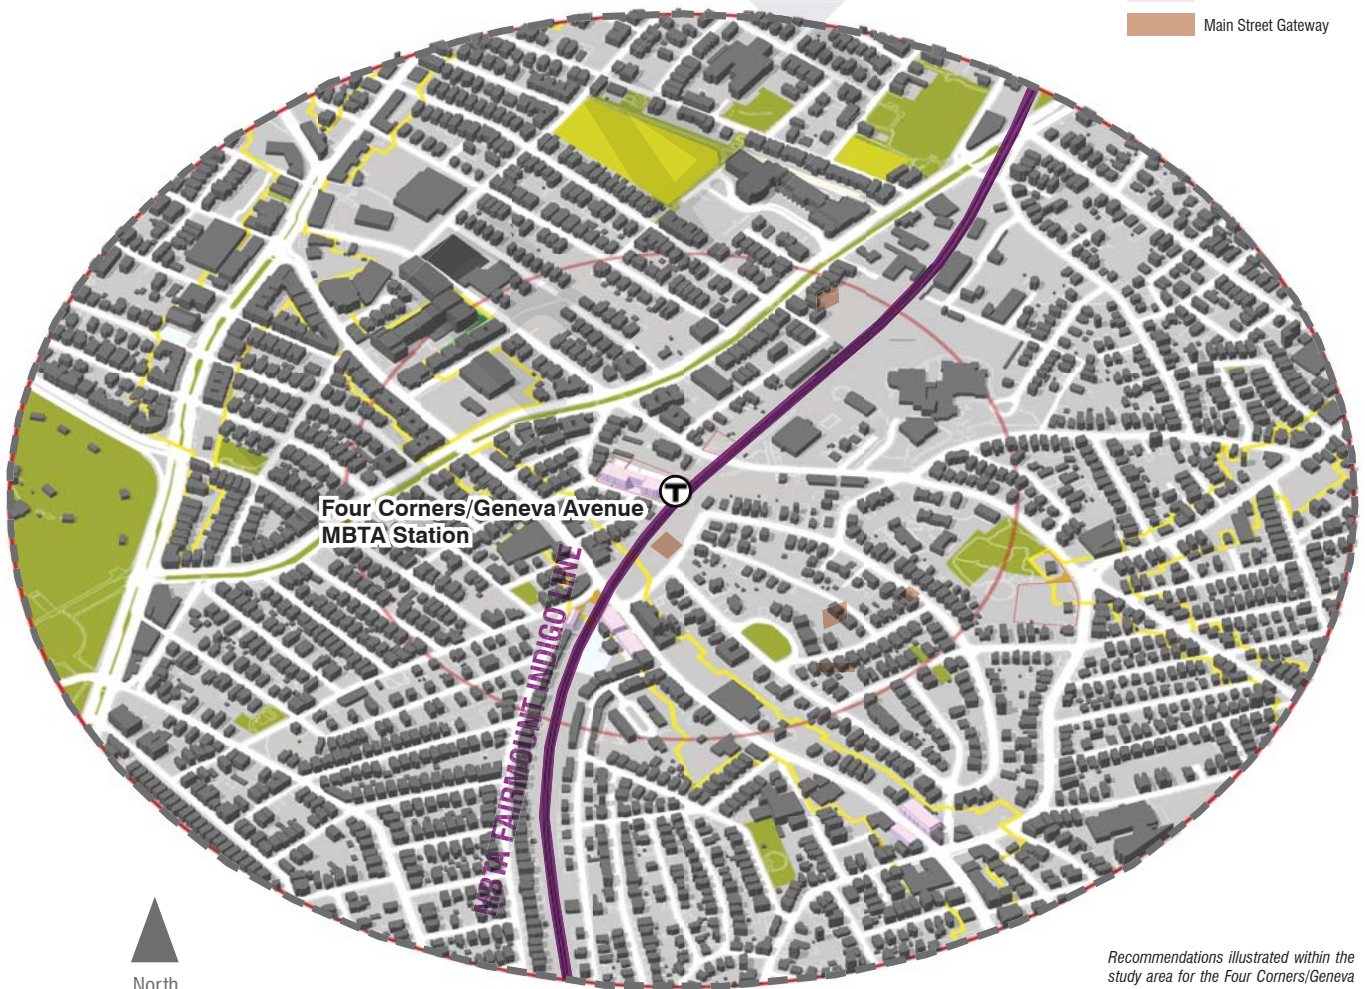 Main Street Gateway
T
Four Corners/Geneva Avenue
MBTA Station
MBTA FAIRMOUNT INDIGO LINE
North
Recommendations illustrated within the
study area for the Four Corners/Geneva